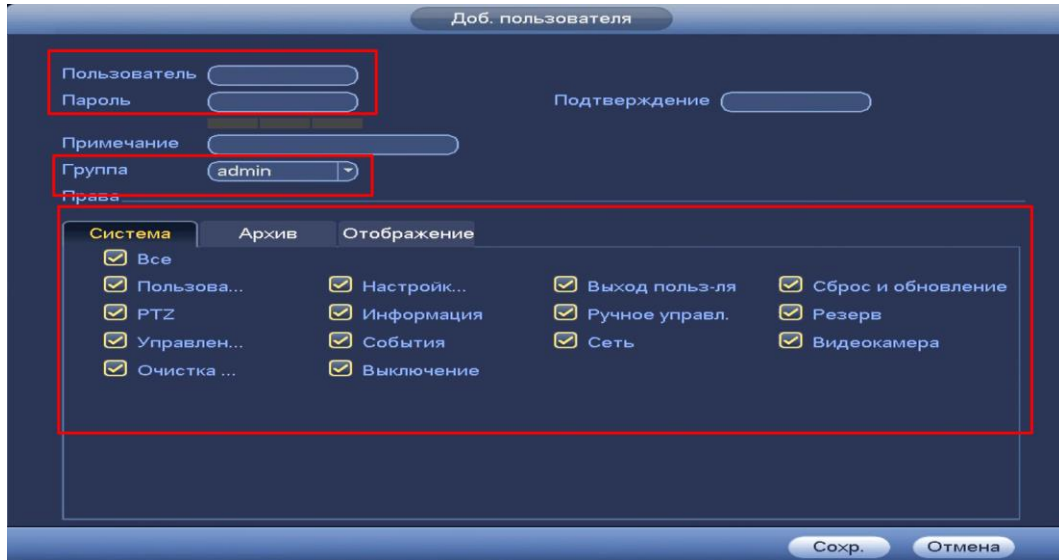 Доб. пользователя
Пользователь
Пароль Подтверждение
Примечание
Группа admin
Права
Система Архив Отображение
Все
Пользова... Настройк... Выход польз-ля Сброс и обновление
PTZ Информация Ручное управл. Резерв
Управлен... События Сеть Видеокамера
Очистка ... Выключение
Сохр. Отмена